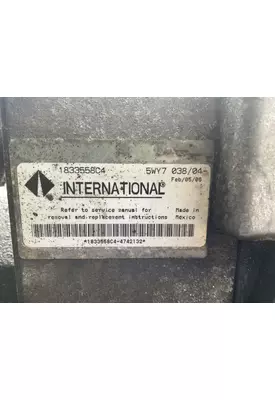 1833558C4 5WY7 038/04-
Feb/05/06
INTERNATIONAL®
Refer to service manual for Made in
removal and replacement instructions México
*1833558C4-4742132*